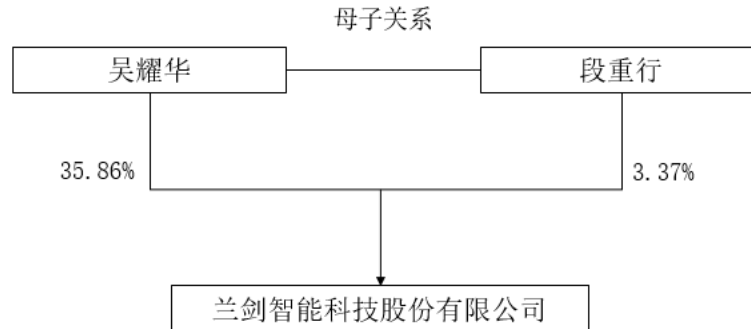 母子关系
吴耀华
段重行
35.86%
3.37%
兰剑智能科技股份有限公司